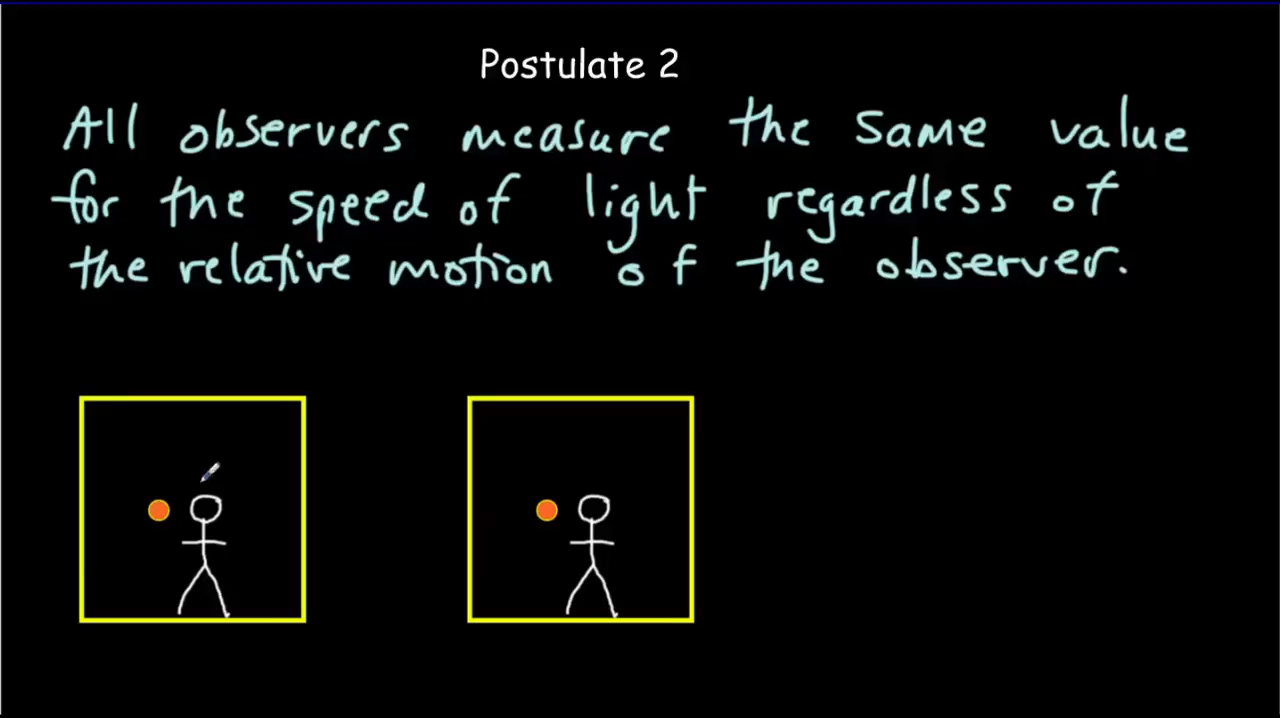 Postulate 2
All observers measure the same value
for the speed of light regardless of
the relative motion of the observer.